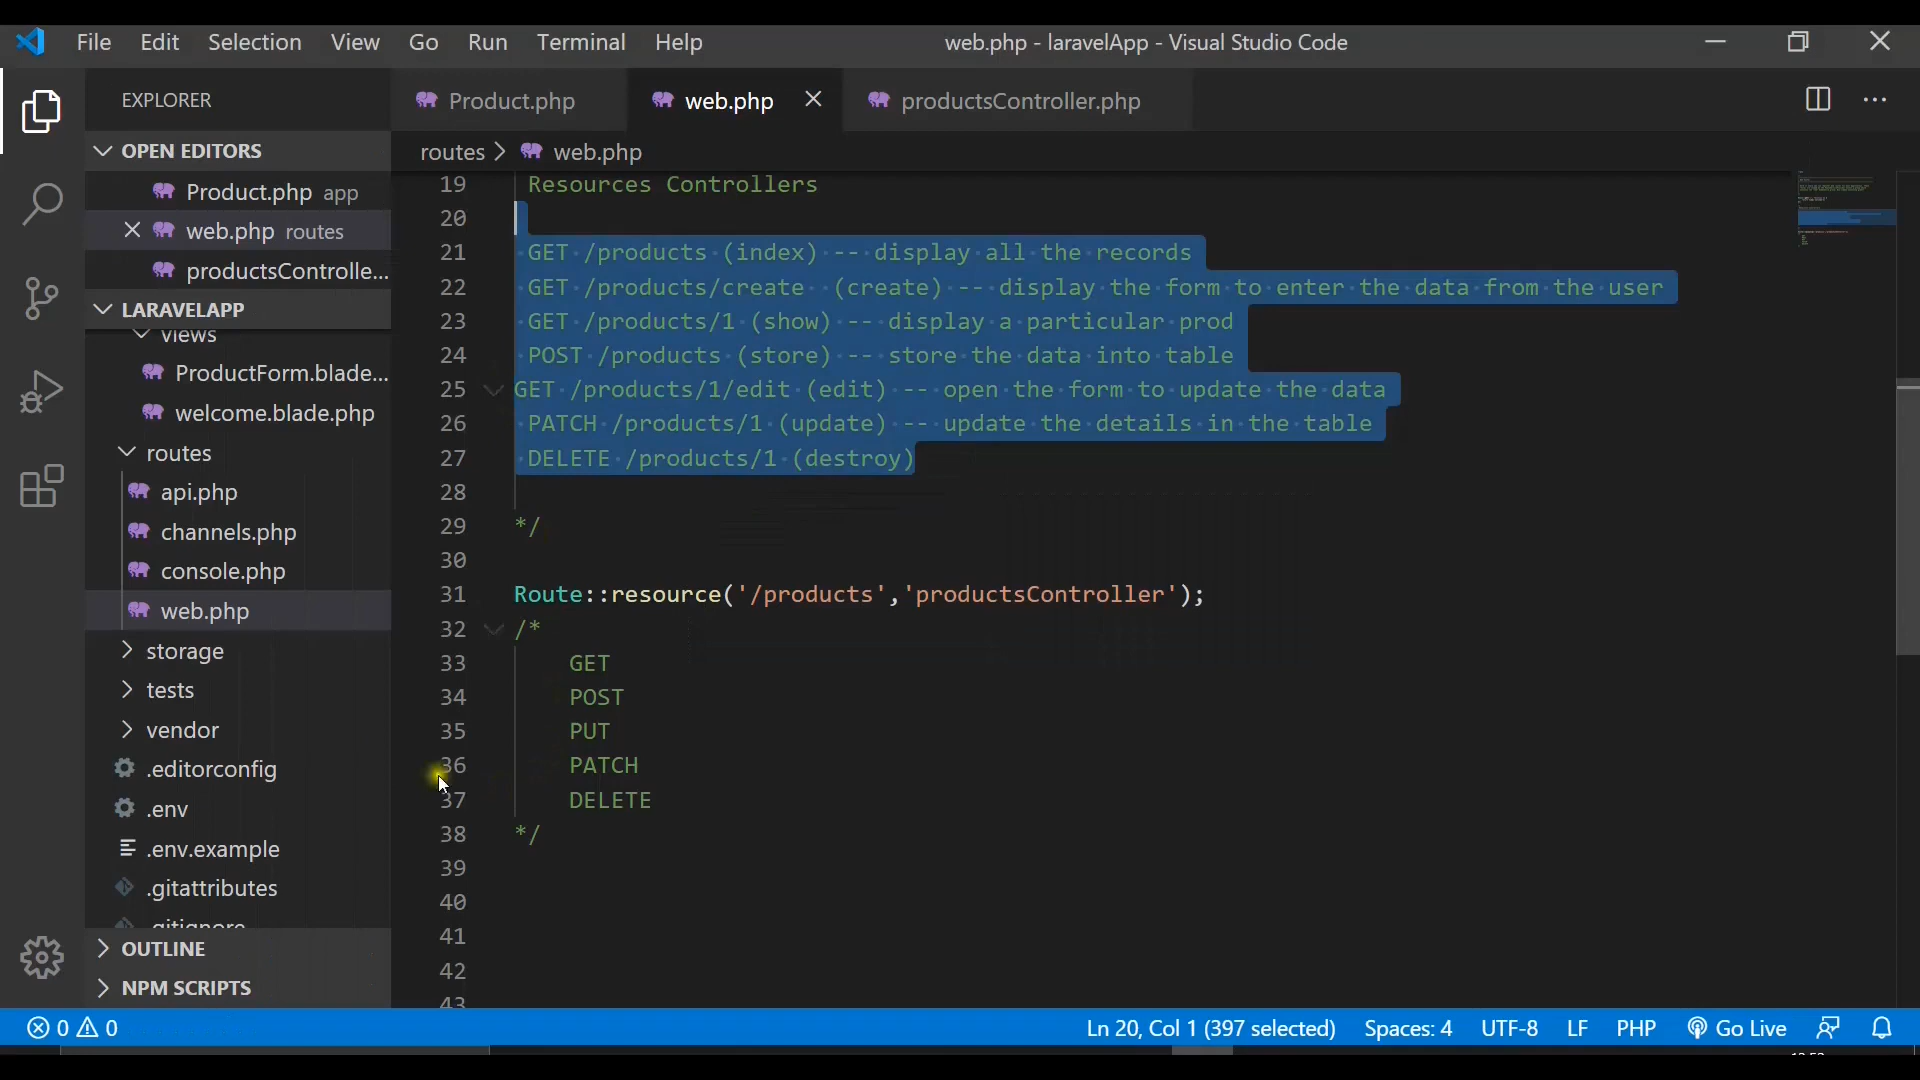 File Edit Selection View Go Run Terminal Help
web.php - laravelApp - Visual Studio Code
EXPLORER
Product.php
web.php
productsController.php
OPEN EDITORS
Product.php app
web.php routes
productsControlle...
LARAVELAPP
views
ProductForm.blade...
welcome.blade.php
routes
api.php
channels.php
console.php
web.php
storage
tests
vendor
.editorconfig
.env
.env.example
.gitattributes
.gitignore
OUTLINE
NPM SCRIPTS
routes > web.php
19 Resources Controllers
20
21 GET /products (index) -- display all the records
22 GET /products/create  (create) -- display the form to enter the data from the user
23 GET /products/1 (show) -- display a particular prod
24 POST /products (store) -- store the data into table
25 GET /products/1/edit (edit) -- open the form to update the data
26 PATCH /products/1 (update) -- update the details in the table
27 DELETE /products/1 (destroy)
28
29 */
30
31 Route::resource('/products','productsController');
32 /*
33 GET
34 POST
35 PUT
36 PATCH
37 DELETE
38 */
39
40
41
42
43
0 0
Ln 20, Col 1 (397 selected) Spaces: 4 UTF-8 LF PHP Go Live